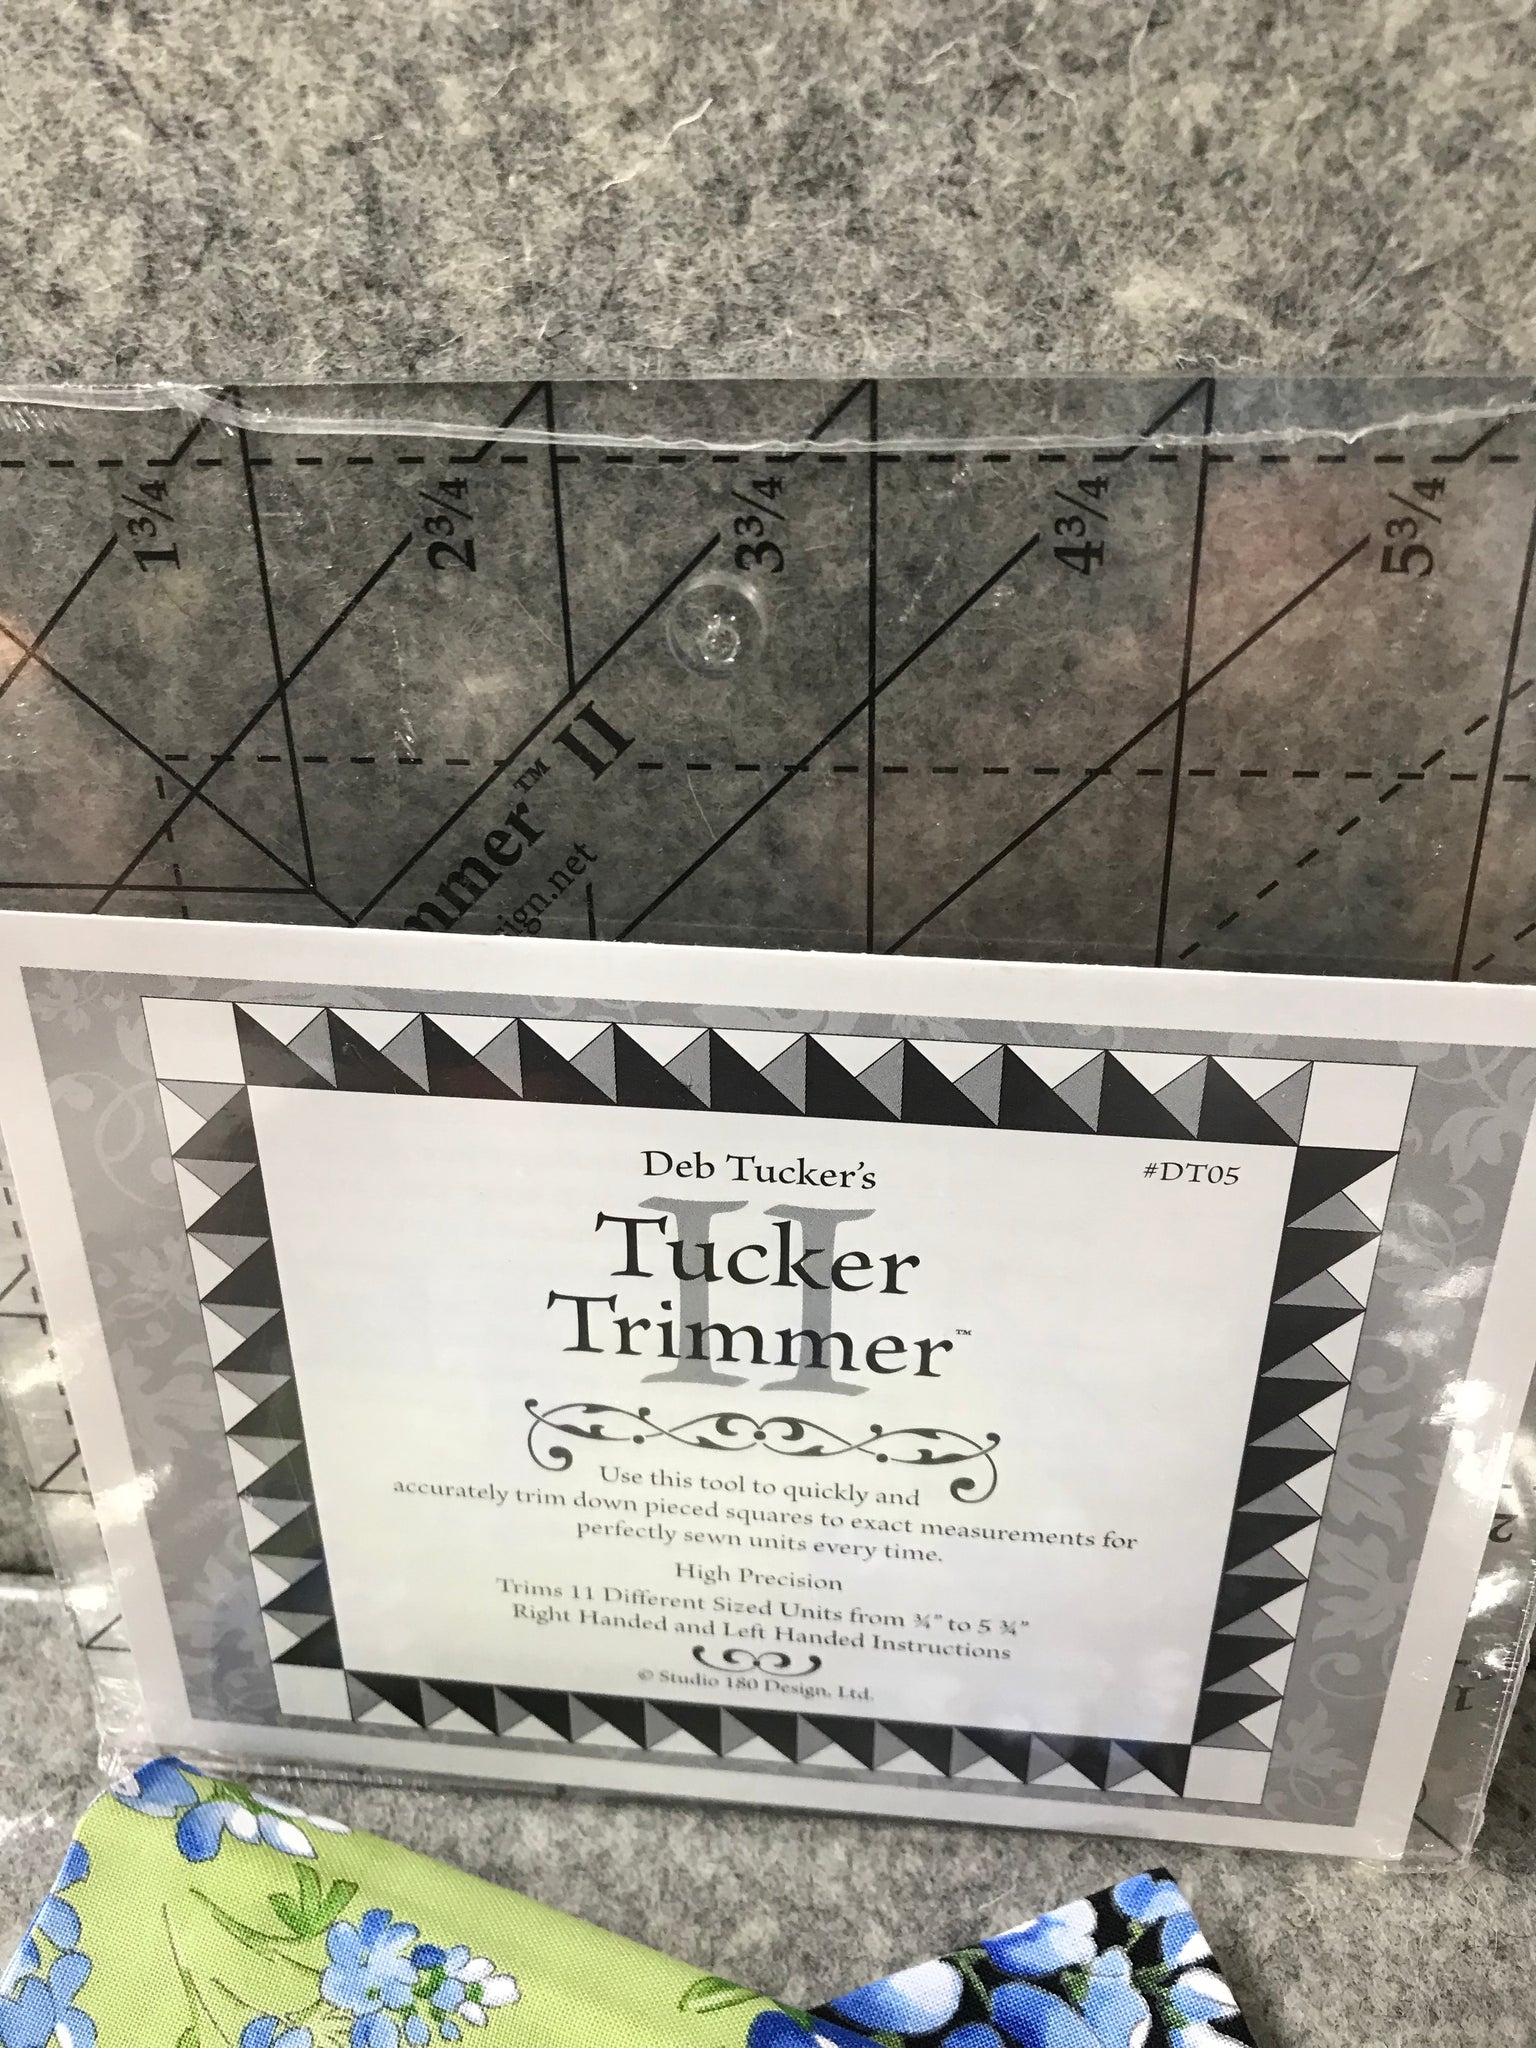 1¾
2¾
3¾
4¾
5¾
II
mmer™
ign.net
Deb Tucker's
#DT05
II
Tucker
Trimmer™
Use this tool to quickly and
accurately trim down pieced squares to exact measurements for
perfectly sewn units every time.
High Precision
Trims 11 Different Sized Units from ¾" to 5 ¾"
Right Handed and Left Handed Instructions
© Studio 180 Design, Ltd.
2
1